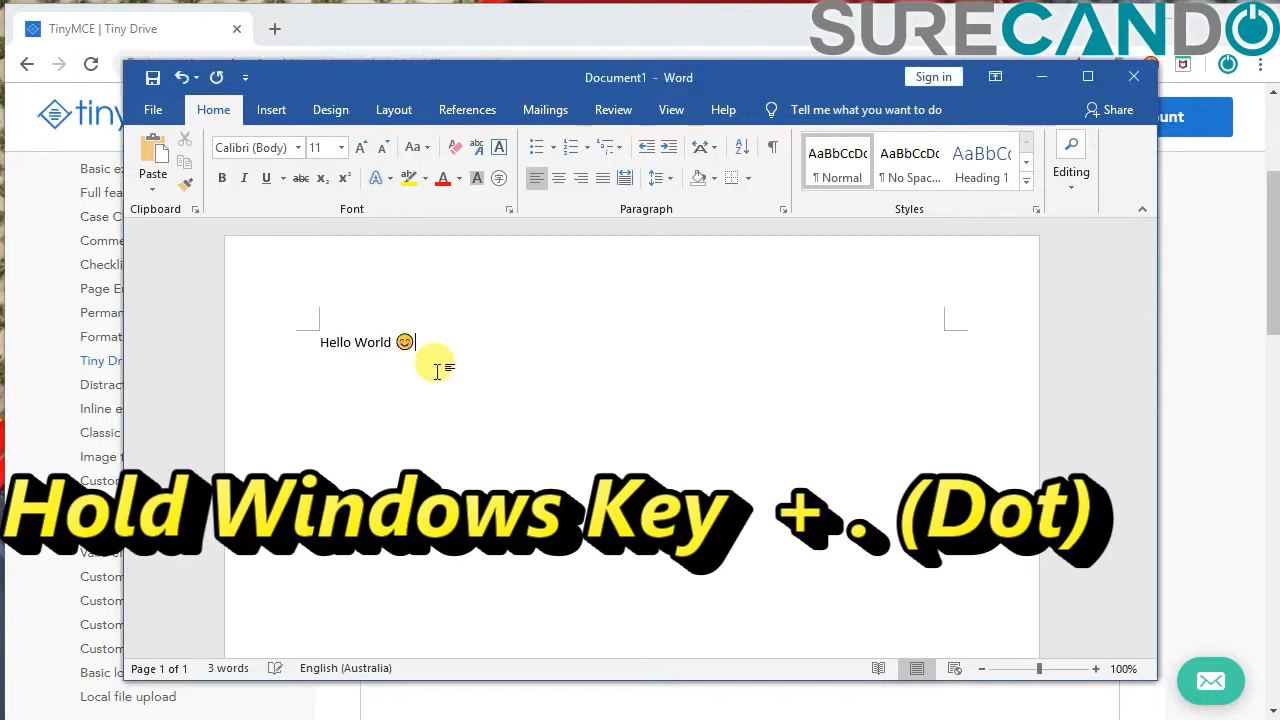 SURECANDO
TinyMCE | Tiny Drive
Document1 - Word
Sign in
File Home Insert Design Layout References Mailings Review View Help Tell me what you want to do Share
tiny
Calibri (Body) 11
Paste
AaBbCcDc AaBbCcDc AaBbCc
¶ Normal ¶ No Spac... Heading 1
Editing
Clipboard Font Paragraph Styles
Full fea
Case C
Comme
Checkli
Page E
Perman
Format
Tiny Dr
Distract
Inline e
Classic
Image t
Hello World 😊
Hold Windows Key +. (Dot)
Custom
Custom
Custom
Custom
Basic lo
Local file upload
Page 1 of 1 3 words English (Australia) 100%